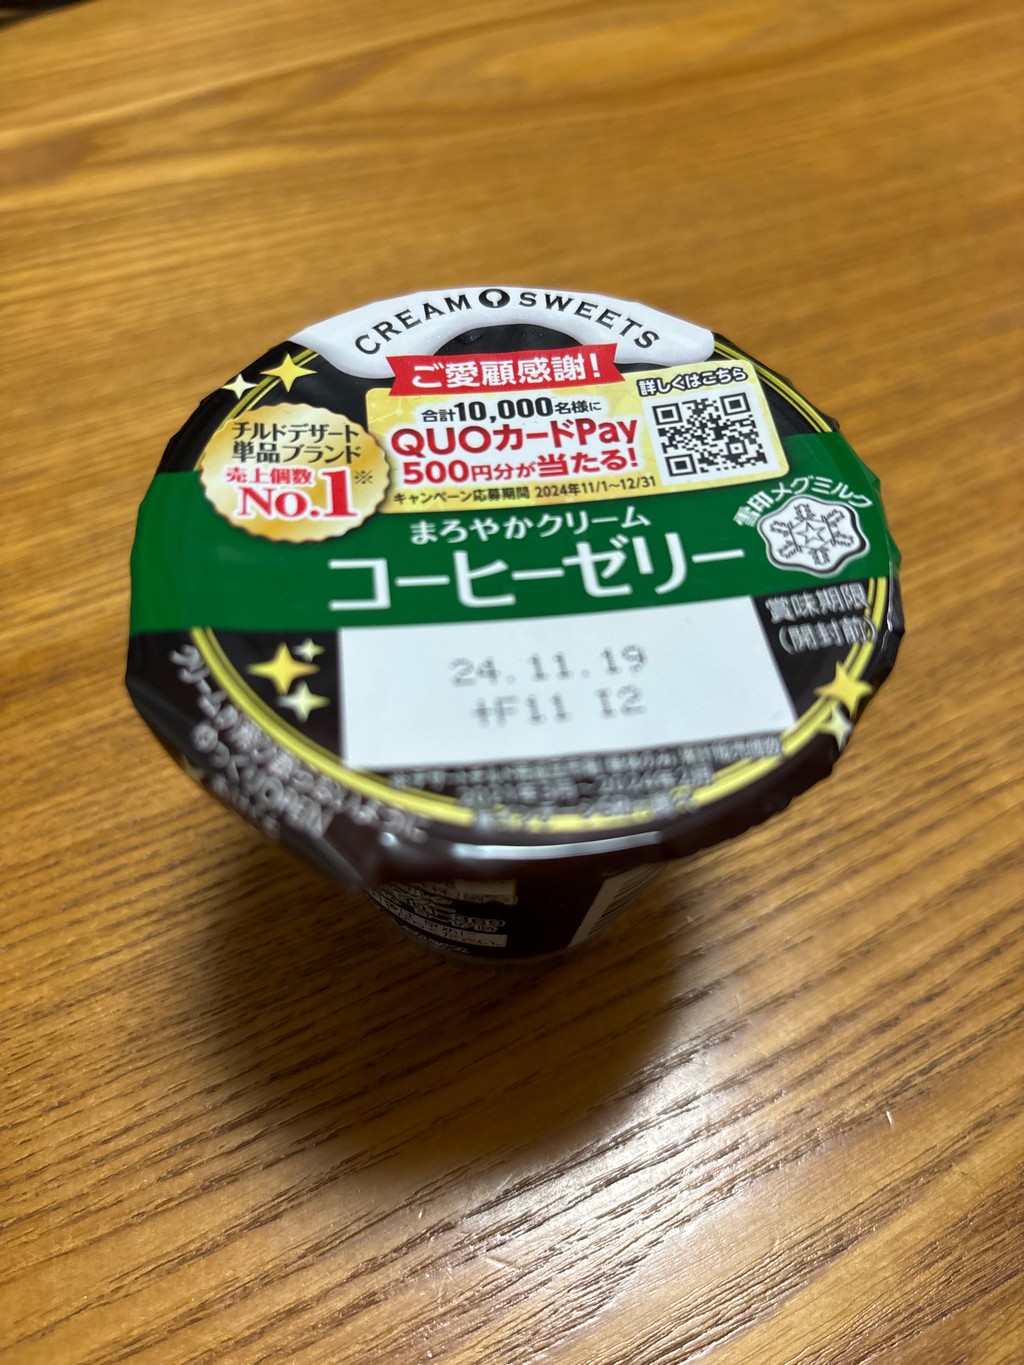 CREAM SWEETS
ご愛顧感謝!
詳しくはこちら
合計10,000名様に
QUOカードPay
500円分が当たる!
キャンペーン応募期間 2024年11/1~12/31
チルドデザート
単品ブランド
売上個数※
No.1
雪印メグミルク
まろやかクリーム
コーヒーゼリー
賞味期限
(開封前)
24.11.19
F11 I2